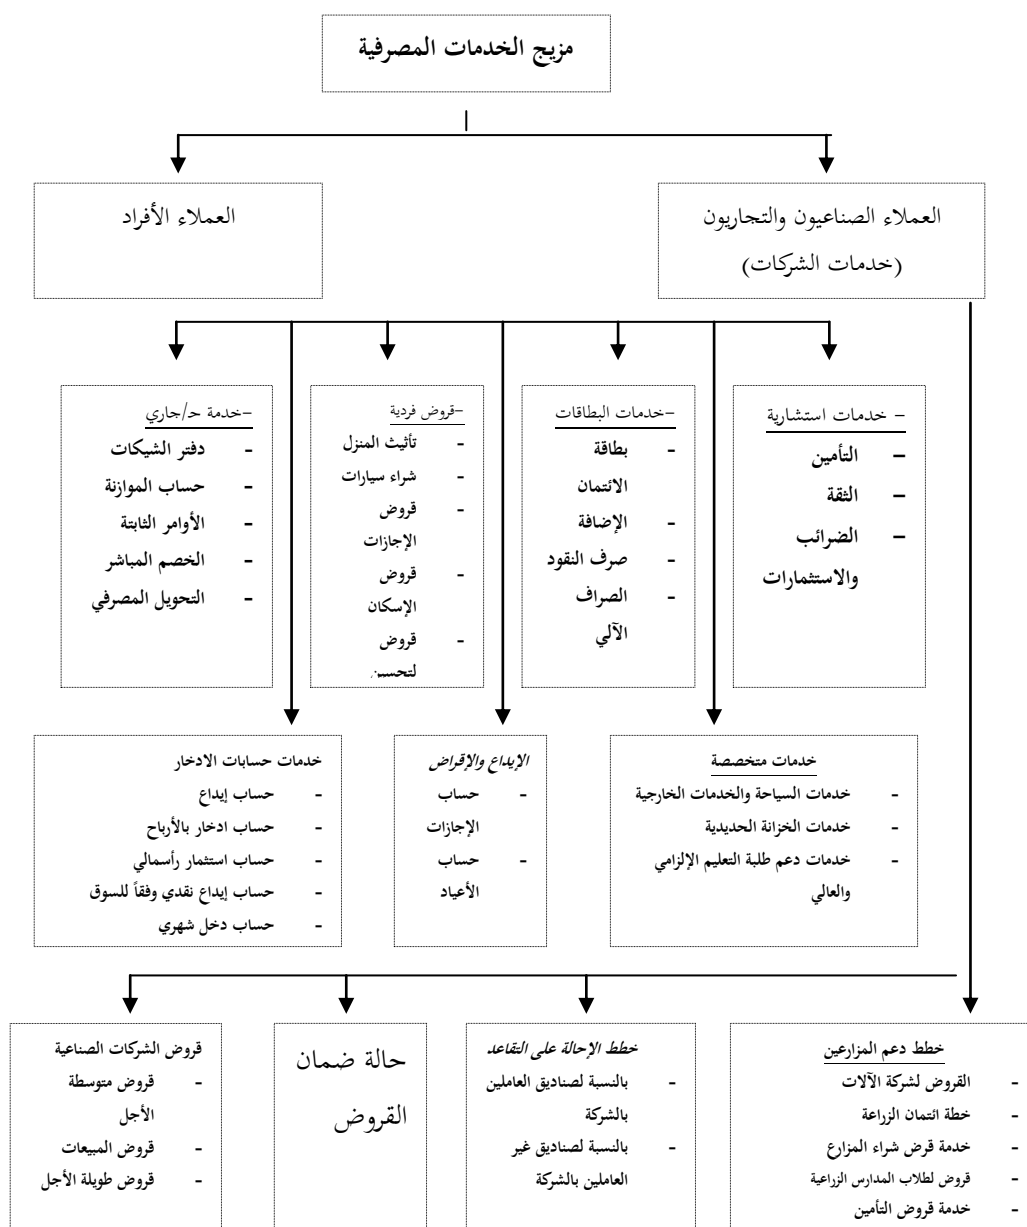 مزيج الخدمات المصرفية
العملاء الصناعيون والتجاريون
(خدمات الشركات)
العملاء الأفراد
- خدمات استشارية
- التأمين
- الثقة
- الضرائب
والاستثمارات
-خدمات البطاقات
- بطاقة
الائتمان
- الإضافة
- صرف النقود
- الصراف
الآلي
-قروض فردية
- تأثيث المنزل
- شراء سيارات
- قروض
الإجازات
- قروض
الإسكان
- قروض
لتحسين
-خدمة حـ/جاري
- دفتر الشيكات
- حساب الموازنة
- الأوامر الثابتة
- الخصم المباشر
- التحويل المصرفي
خدمات متخصصة
- خدمات السياحة والخدمات الخارجية
- خدمات الخزانة الحديدية
- خدمات دعم طلبة التعليم الإلزامي
والعالي
الإيداع والإقراض
- حساب
الإجازات
- حساب
الأعياد
خدمات حسابات الادخار
- حساب إيداع
- حساب ادخار بالأرباح
- حساب استثمار رأسمالي
- حساب إيداع نقدي وفقاً للسوق
- حساب دخل شهري
خطط دعم المزارعين
- القروض لشركة الآلات
- خطة ائتمان الزراعة
- خدمة قرض شراء المزارع
- قروض لطلاب المدارس الزراعية
- خدمة قروض التأمين
خطط الإحالة على التقاعد
- بالنسبة لصناديق العاملين
بالشركة
- بالنسبة لصناديق غير
العاملين بالشركة
حالة ضمان
القروض
قروض الشركات الصناعية
- قروض متوسطة
الأجل
- قروض المبيعات
- قروض طويلة الأجل